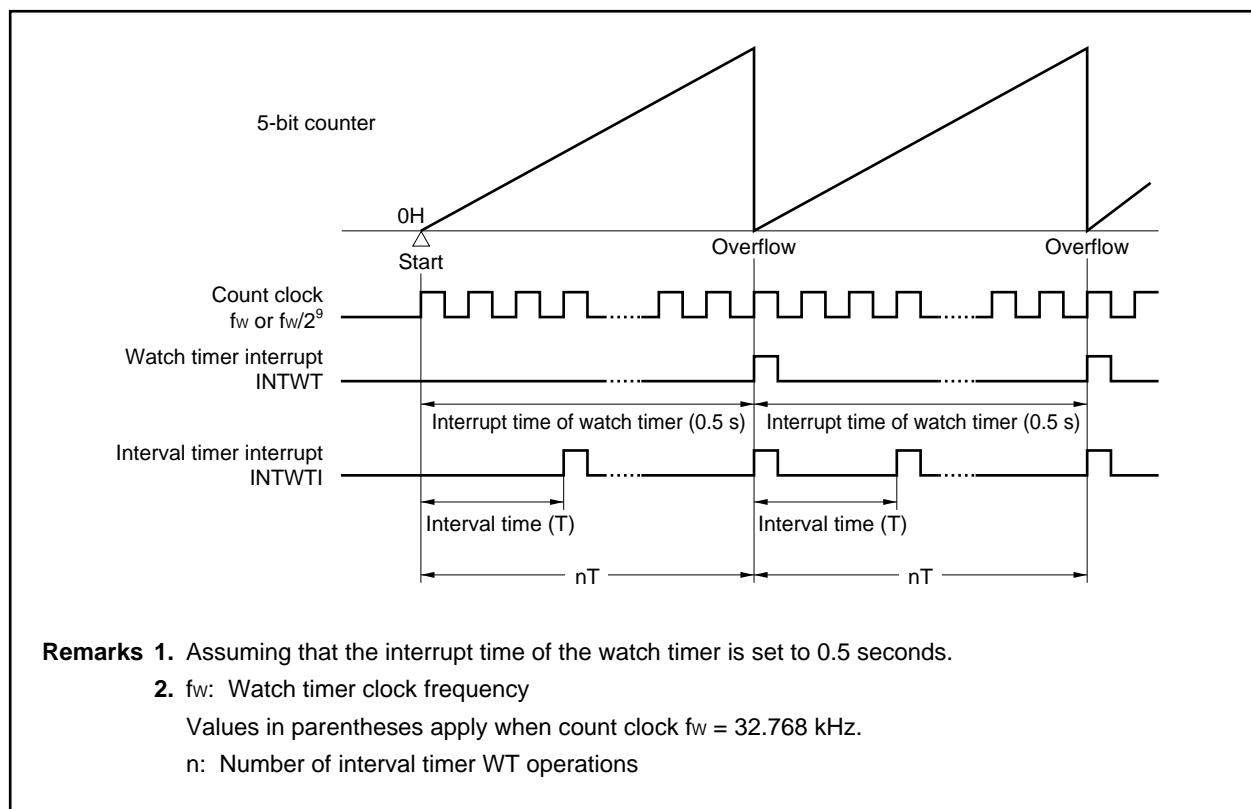 5-bit counter
0H
Start
Overflow
Overflow
Count clock
fW or fW/2⁹
Watch timer interrupt
INTWT
Interrupt time of watch timer (0.5 s)
Interrupt time of watch timer (0.5 s)
Interval timer interrupt
INTWTI
Interval time (T)
Interval time (T)
nT
nT
Remarks 1. Assuming that the interrupt time of the watch timer is set to 0.5 seconds.
2. fW: Watch timer clock frequency
Values in parentheses apply when count clock fW = 32.768 kHz.
n: Number of interval timer WT operations